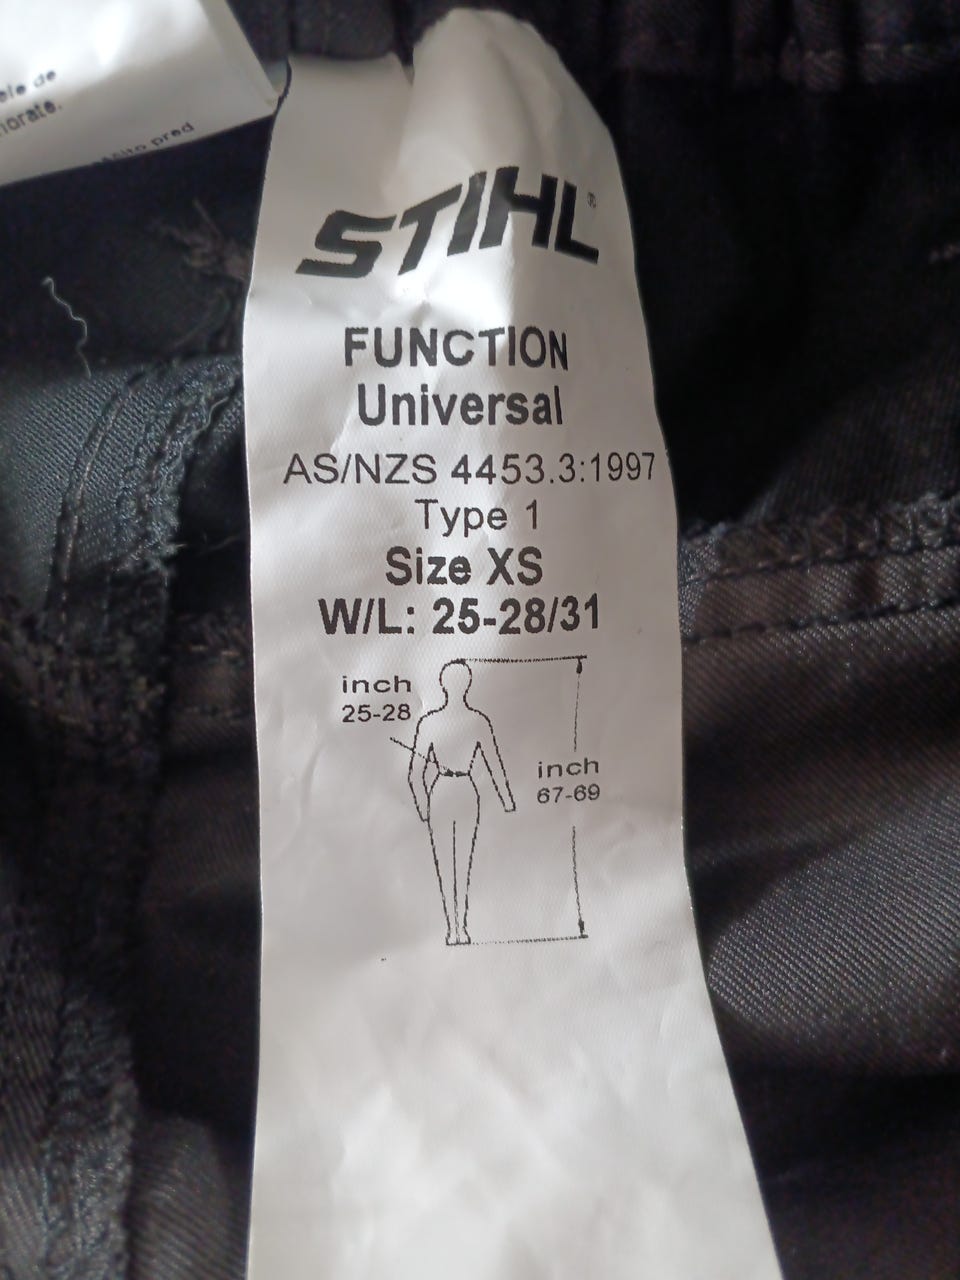 de
STIHL®
FUNCTION
Universal
AS/NZS 4453.3:1997
Type 1
Size XS
W/L: 25-28/31
inch
25-28
inch
67-69